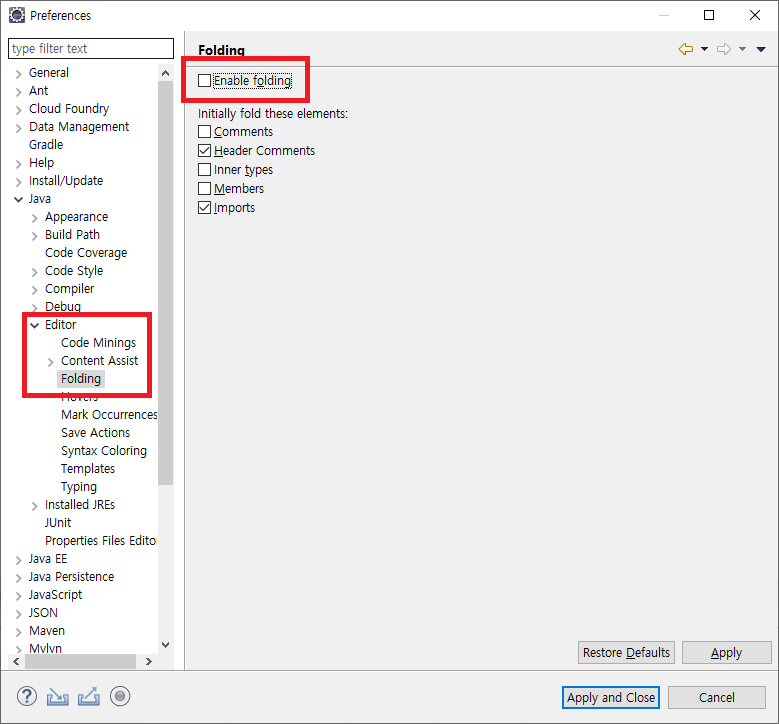 Preferences
type filter text
General
Ant
Cloud Foundry
Data Management
Gradle
Help
Install/Update
Java
Appearance
Build Path
Code Coverage
Code Style
Compiler
Debug
Editor
Code Minings
Content Assist
Folding
Hovers
Mark Occurrences
Save Actions
Syntax Coloring
Templates
Typing
Installed JREs
JUnit
Properties Files Edito
Java EE
Java Persistence
JavaScript
JSON
Maven
Mylyn
Folding
Enable folding
Initially fold these elements:
Comments
Header Comments
Inner types
Members
Imports
Restore Defaults
Apply
?
Apply and Close
Cancel